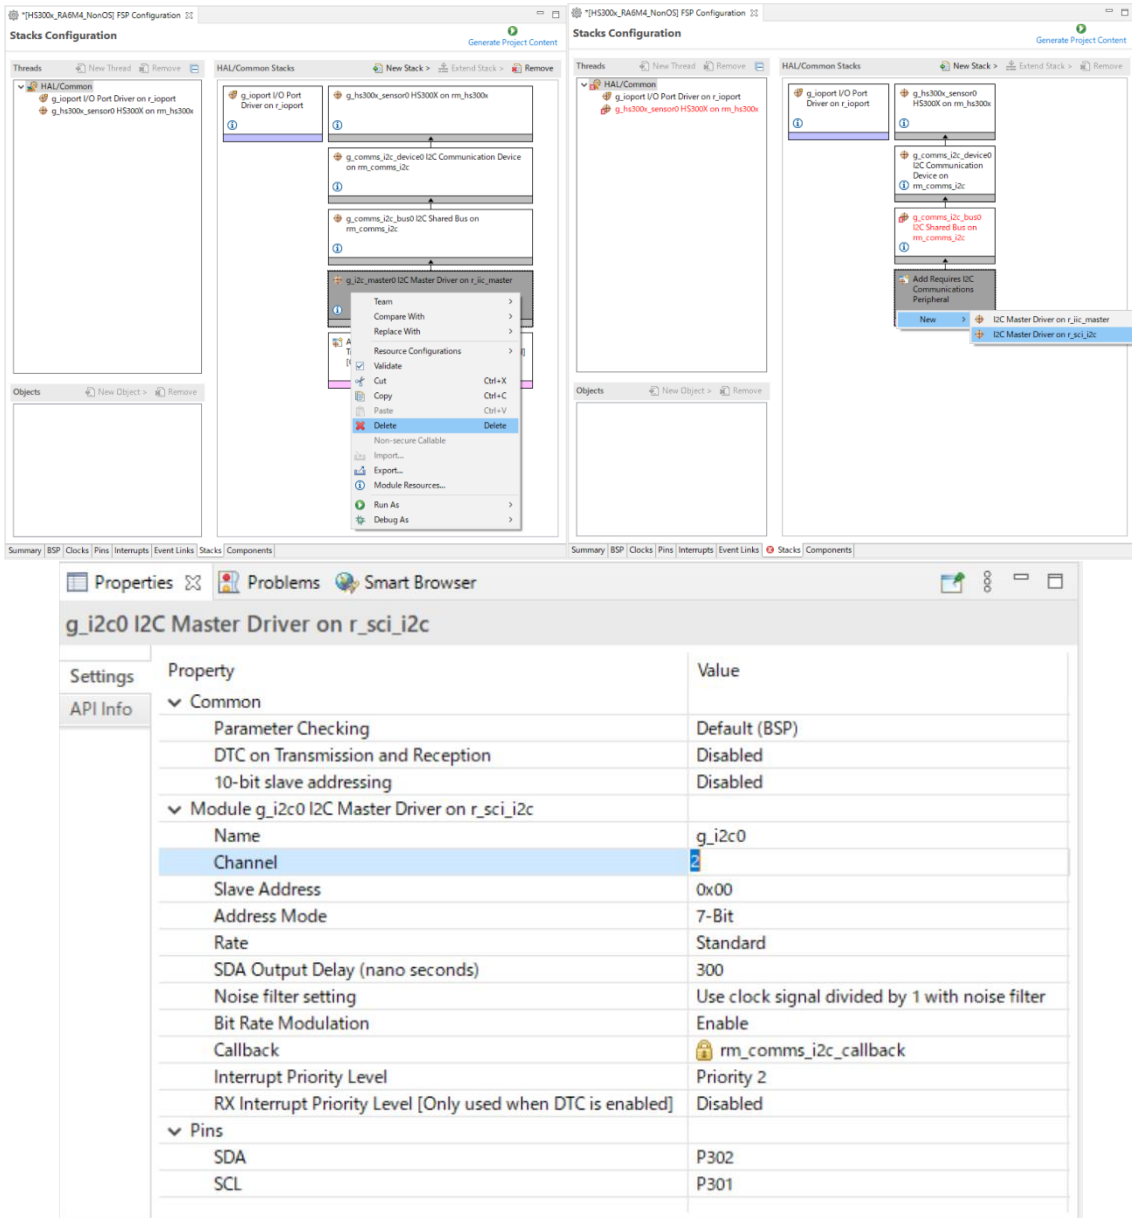 *[HS300x_RA6M4_NonOS] FSP Configuration
Stacks Configuration
Generate Project Content
Threads
New Thread
Remove
HAL/Common Stacks
New Stack >
Extend Stack >
Remove
HAL/Common
g_ioport I/O Port Driver on r_ioport
g_hs300x_sensor0 HS300X on rm_hs300x
g_ioport I/O Port
Driver on r_ioport
g_hs300x_sensor0 HS300X on rm_hs300x
g_comms_i2c_device0 I2C Communication Device
on rm_comms_i2c
g_comms_i2c_bus0 I2C Shared Bus on
rm_comms_i2c
g_i2c_master0 I2C Master Driver on r_iic_master
Team >
Compare With >
Replace With >
Resource Configurations >
Validate
Cut Ctrl+X
Copy Ctrl+C
Paste Ctrl+V
Delete Delete
Non-secure Callable
Import...
Export...
Module Resources...
Run As >
Debug As >
Objects
New Object >
Remove
Summary BSP Clocks Pins Interrupts Event Links Stacks Components
*[HS300x_RA6M4_NonOS] FSP Configuration
Stacks Configuration
Generate Project Content
Threads
New Thread
Remove
HAL/Common Stacks
New Stack >
Extend Stack >
Remove
HAL/Common
g_ioport I/O Port Driver on r_ioport
g_hs300x_sensor0 HS300X on rm_hs300x
g_ioport I/O Port
Driver on r_ioport
g_hs300x_sensor0
HS300X on rm_hs300x
g_comms_i2c_device0
I2C Communication
Device on
rm_comms_i2c
g_comms_i2c_bus0
I2C Shared Bus on
rm_comms_i2c
Add Requires I2C
Communications
Peripheral
New >
I2C Master Driver on r_iic_master
I2C Master Driver on r_sci_i2c
Objects
New Object >
Remove
Summary BSP Clocks Pins Interrupts Event Links Stacks Components
Properties
Problems
Smart Browser
g_i2c0 I2C Master Driver on r_sci_i2c
Settings
API Info
Property Value
Common
Parameter Checking Default (BSP)
DTC on Transmission and Reception Disabled
10-bit slave addressing Disabled
Module g_i2c0 I2C Master Driver on r_sci_i2c
Name g_i2c0
Channel 2
Slave Address 0x00
Address Mode 7-Bit
Rate Standard
SDA Output Delay (nano seconds) 300
Noise filter setting Use clock signal divided by 1 with noise filter
Bit Rate Modulation Enable
Callback rm_comms_i2c_callback
Interrupt Priority Level Priority 2
RX Interrupt Priority Level [Only used when DTC is enabled] Disabled
Pins
SDA P302
SCL P301